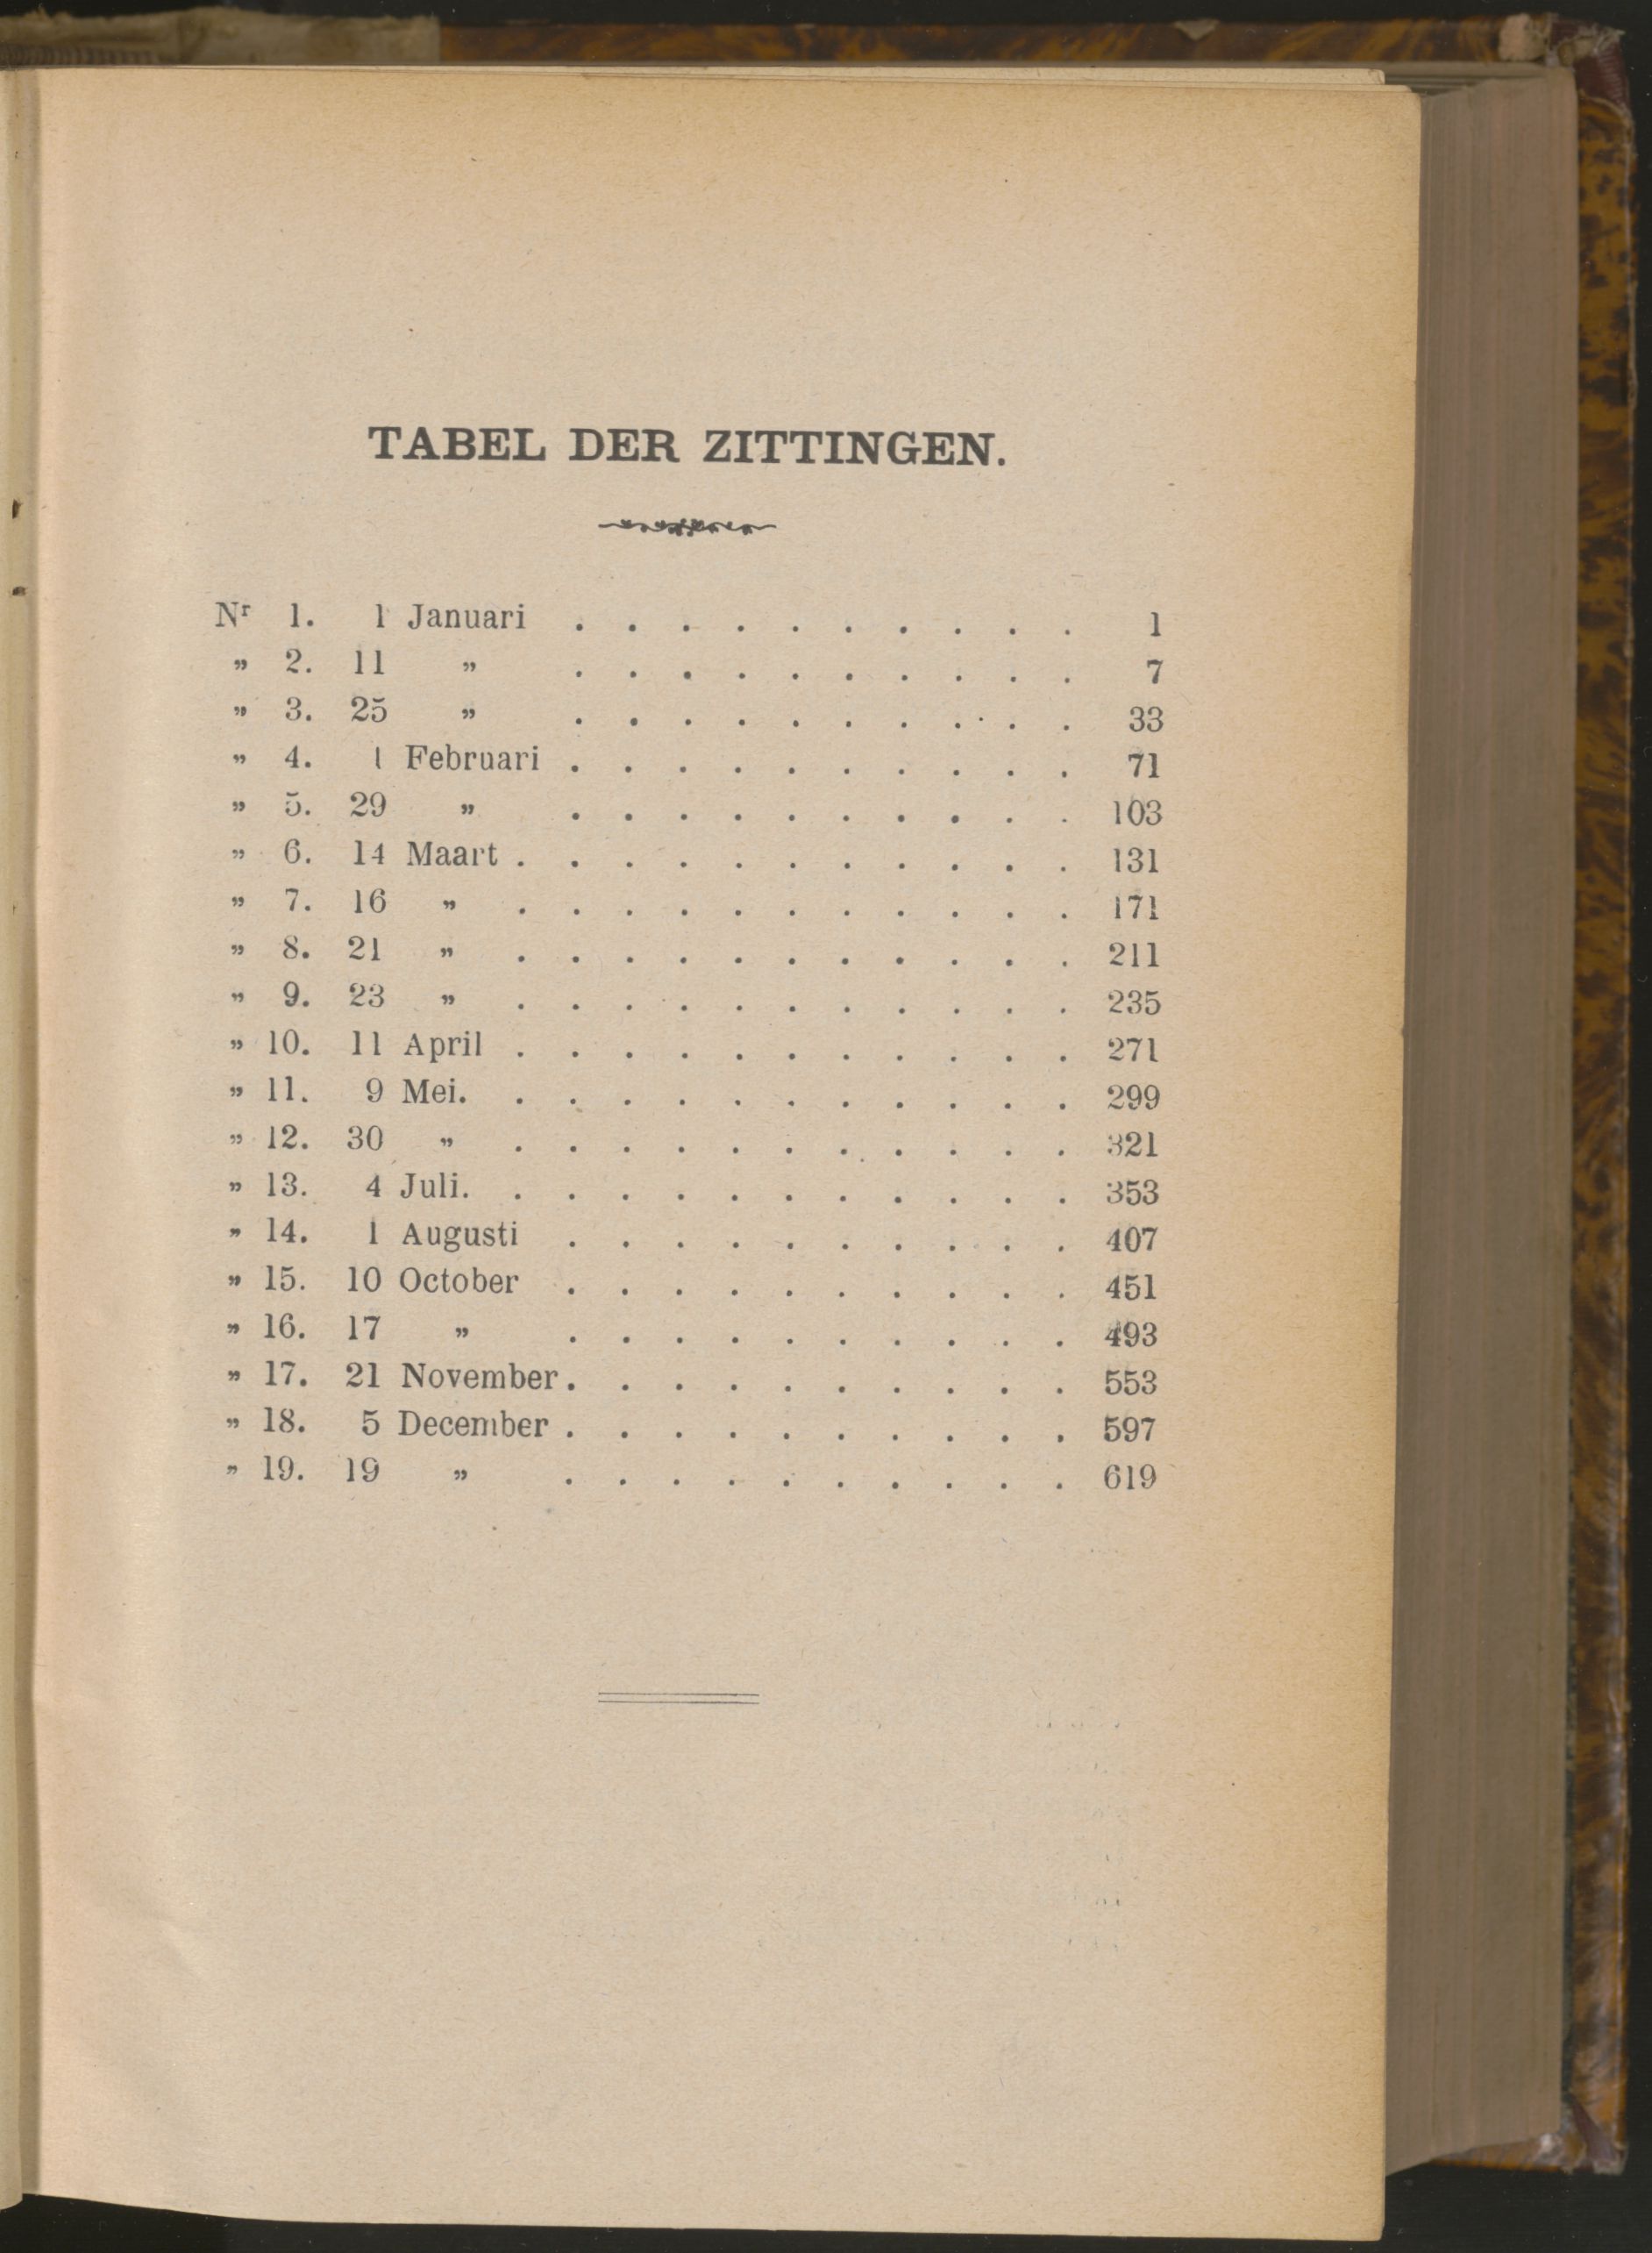 TABEL DER ZITTINGEN.
Nr 1. 1 Januari . . . . . . . . . . 1
„ 2. 11 „ . . . . . . . . . . 7
„ 3. 25 „ . . . . . . . . . . 33
„ 4. 1 Februari . . . . . . . . . . 71
„ 5. 29 „ . . . . . . . . . . 103
„ 6. 14 Maart . . . . . . . . . . . 131
„ 7. 16 „ . . . . . . . . . . . 171
„ 8. 21 „ . . . . . . . . . . . 211
„ 9. 23 „ . . . . . . . . . . . 235
„ 10. 11 April . . . . . . . . . . . 271
„ 11. 9 Mei. . . . . . . . . . . . 299
„ 12. 30 „ . . . . . . . . . . . 321
„ 13. 4 Juli. . . . . . . . . . . . 353
„ 14. 1 Augusti . . . . . . . . . . 407
„ 15. 10 October . . . . . . . . . . 451
„ 16. 17 „ . . . . . . . . . . 493
„ 17. 21 November . . . . . . . . . . 553
„ 18. 5 December . . . . . . . . . . 597
„ 19. 19 „ . . . . . . . . . . 619